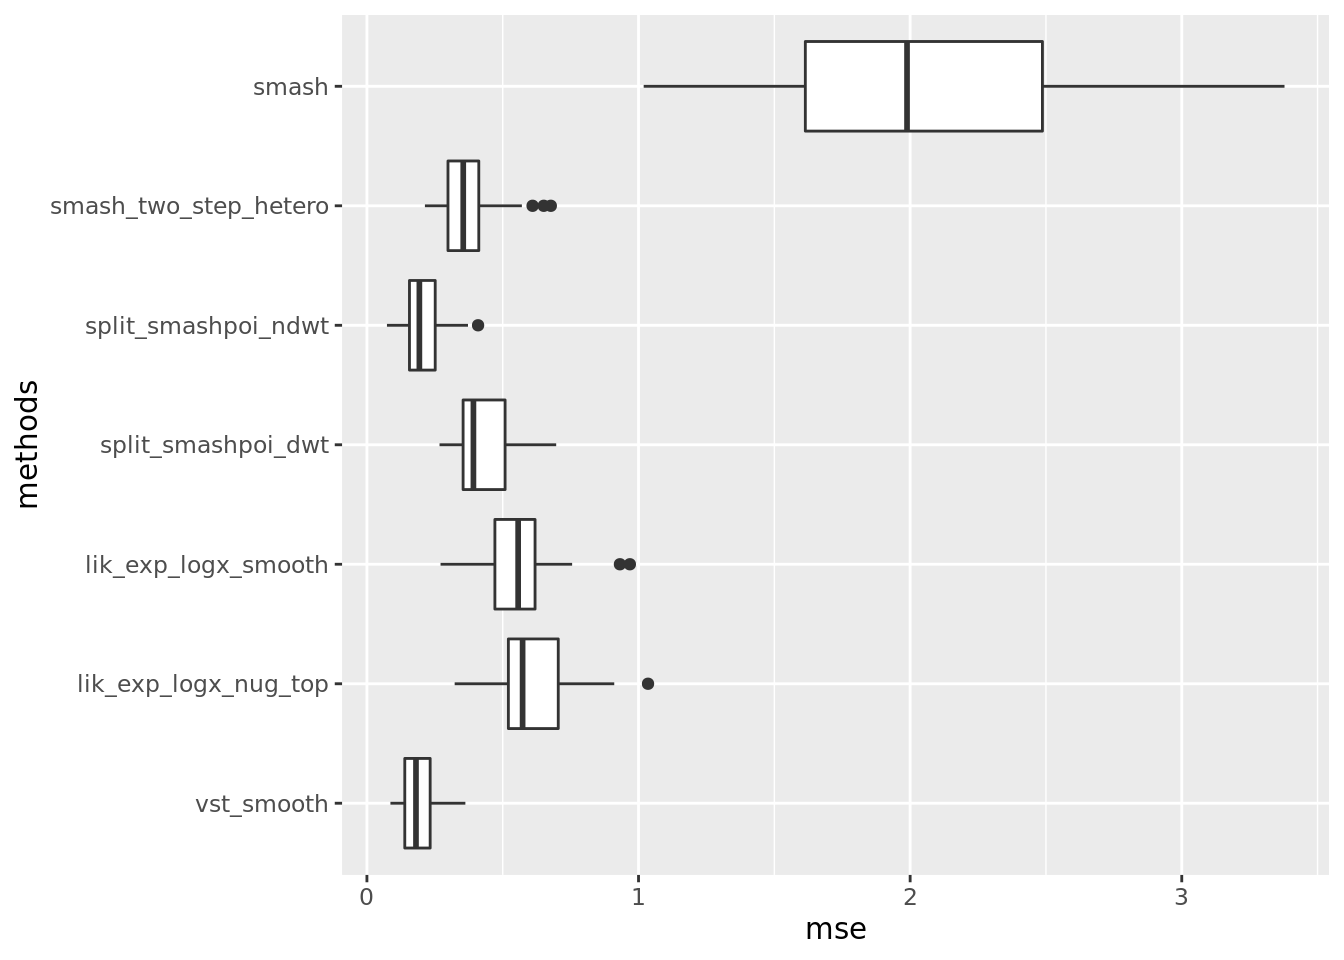 methods
smash
smash_two_step_hetero
split_smashpoi_ndwt
split_smashpoi_dwt
lik_exp_logx_smooth
lik_exp_logx_nug_top
vst_smooth
0 1 2 3
mse